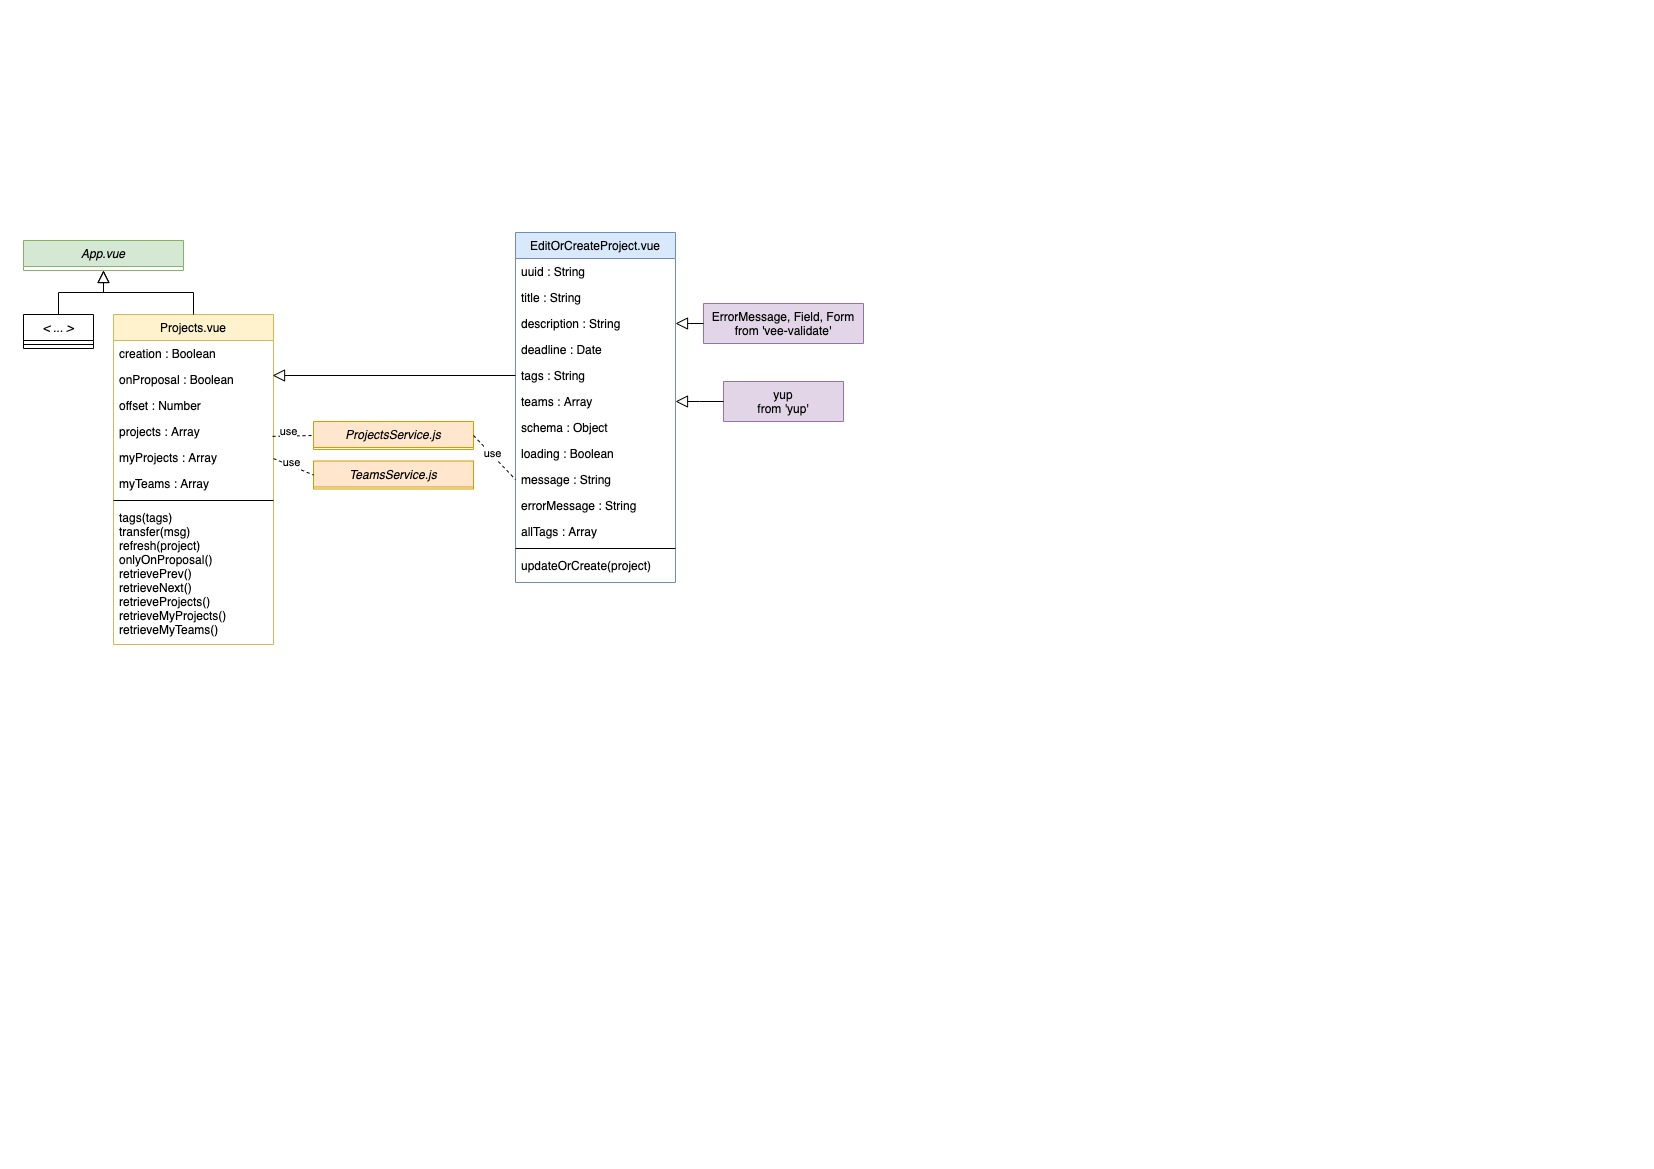 App.vue
< ... >
Projects.vue
creation : Boolean
onProposal : Boolean
offset : Number
projects : Array
myProjects : Array
myTeams : Array
tags(tags)
transfer(msg)
refresh(project)
onlyOnProposal()
retrievePrev()
retrieveNext()
retrieveProjects()
retrieveMyProjects()
retrieveMyTeams()
use
ProjectsService.js
use
TeamsService.js
use
EditOrCreateProject.vue
uuid : String
title : String
description : String
deadline : Date
tags : String
teams : Array
schema : Object
loading : Boolean
message : String
errorMessage : String
allTags : Array
updateOrCreate(project)
ErrorMessage, Field, Form
from 'vee-validate'
yup
from 'yup'